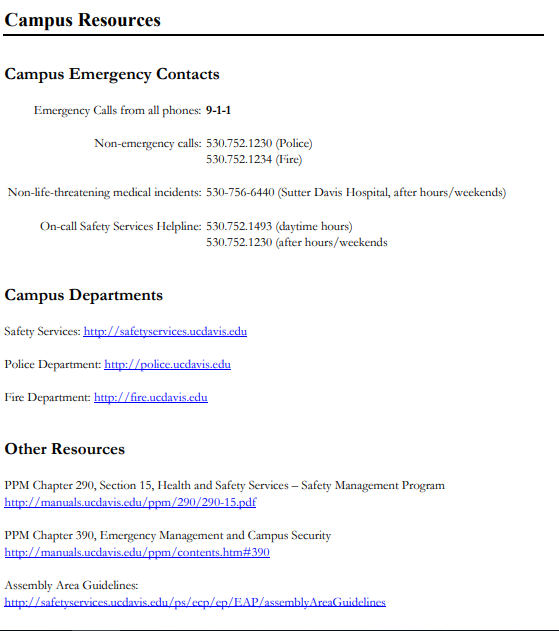 Campus Resources
Campus Emergency Contacts
Emergency Calls from all phones: 9-1-1
Non-emergency calls: 530.752.1230 (Police)
530.752.1234 (Fire)
Non-life-threatening medical incidents: 530-756-6440 (Sutter Davis Hospital, after hours/weekends)
On-call Safety Services Helpline: 530.752.1493 (daytime hours)
530.752.1230 (after hours/weekends
Campus Departments
Safety Services: http://safetyservices.ucdavis.edu
Police Department: http://police.ucdavis.edu
Fire Department: http://fire.ucdavis.edu
Other Resources
PPM Chapter 290, Section 15, Health and Safety Services – Safety Management Program
http://manuals.ucdavis.edu/ppm/290/290-15.pdf
PPM Chapter 390, Emergency Management and Campus Security
http://manuals.ucdavis.edu/ppm/contents.htm#390
Assembly Area Guidelines:
http://safetyservices.ucdavis.edu/ps/ecp/ep/EAP/assemblyAreaGuidelines